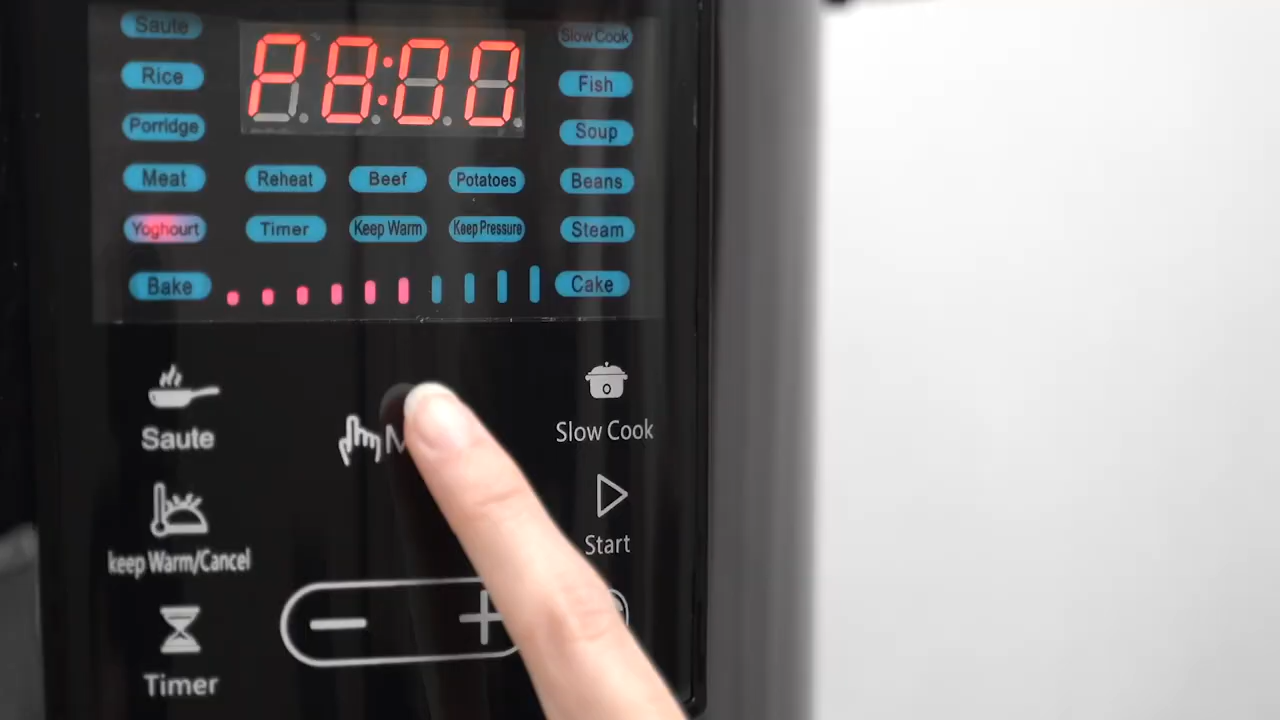 Saute P8:00 Slow Cook
Rice Fish
Porridge Soup
Meat Reheat Beef Potatoes Beans
Yoghourt Timer Keep Warm Keep Pressure Steam
Bake Cake
Saute Slow Cook
keep Warm/Cancel Start
− +
Timer